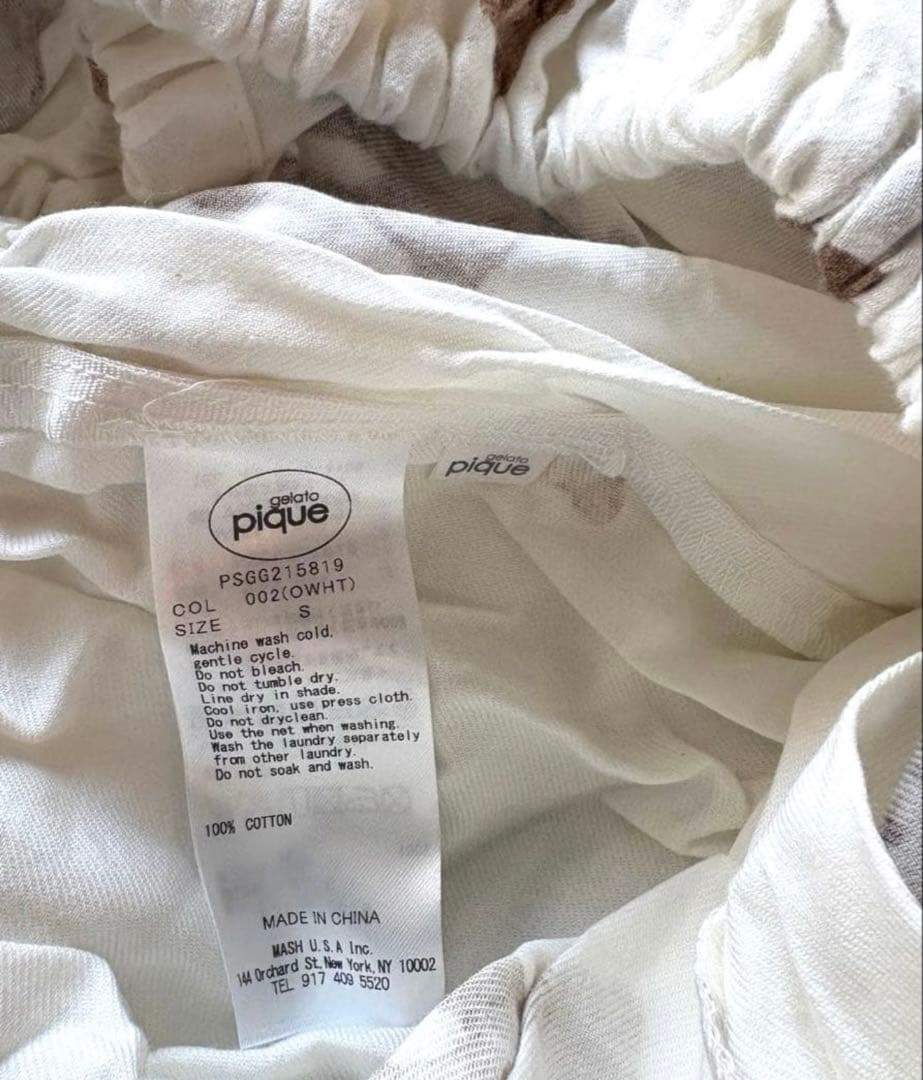 gelato
pique
gelato
pique
PSGG215819
COL 002(OWHT)
SIZE S
Machine wash cold,
gentle cycle.
Do not bleach.
Do not tumble dry.
Line dry in shade.
Cool iron, use press cloth.
Do not dryclean.
Use the net when washing.
Wash the laundry separately
from other laundry.
Do not soak and wash.
100% COTTON
MADE IN CHINA
MASH U.S.A Inc.
144 Orchard St, New York, NY 10002
TEL 917 409 5520